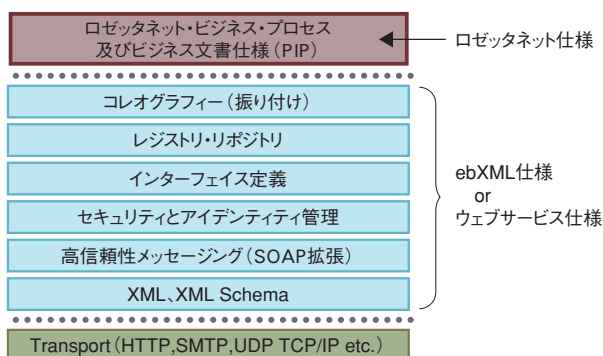 ロゼッタネット・ビジネス・プロセス
及びビジネス文書仕様（PIP）
ロゼッタネット仕様
コレオグラフィー（振り付け）
レジストリ・リポジトリ
インターフェイス定義
セキュリティとアイデンティティ管理
高信頼性メッセージング（SOAP拡張）
XML、XML Schema
ebXML仕様
or
ウェブサービス仕様
Transport（HTTP,SMTP,UDP TCP/IP etc.）